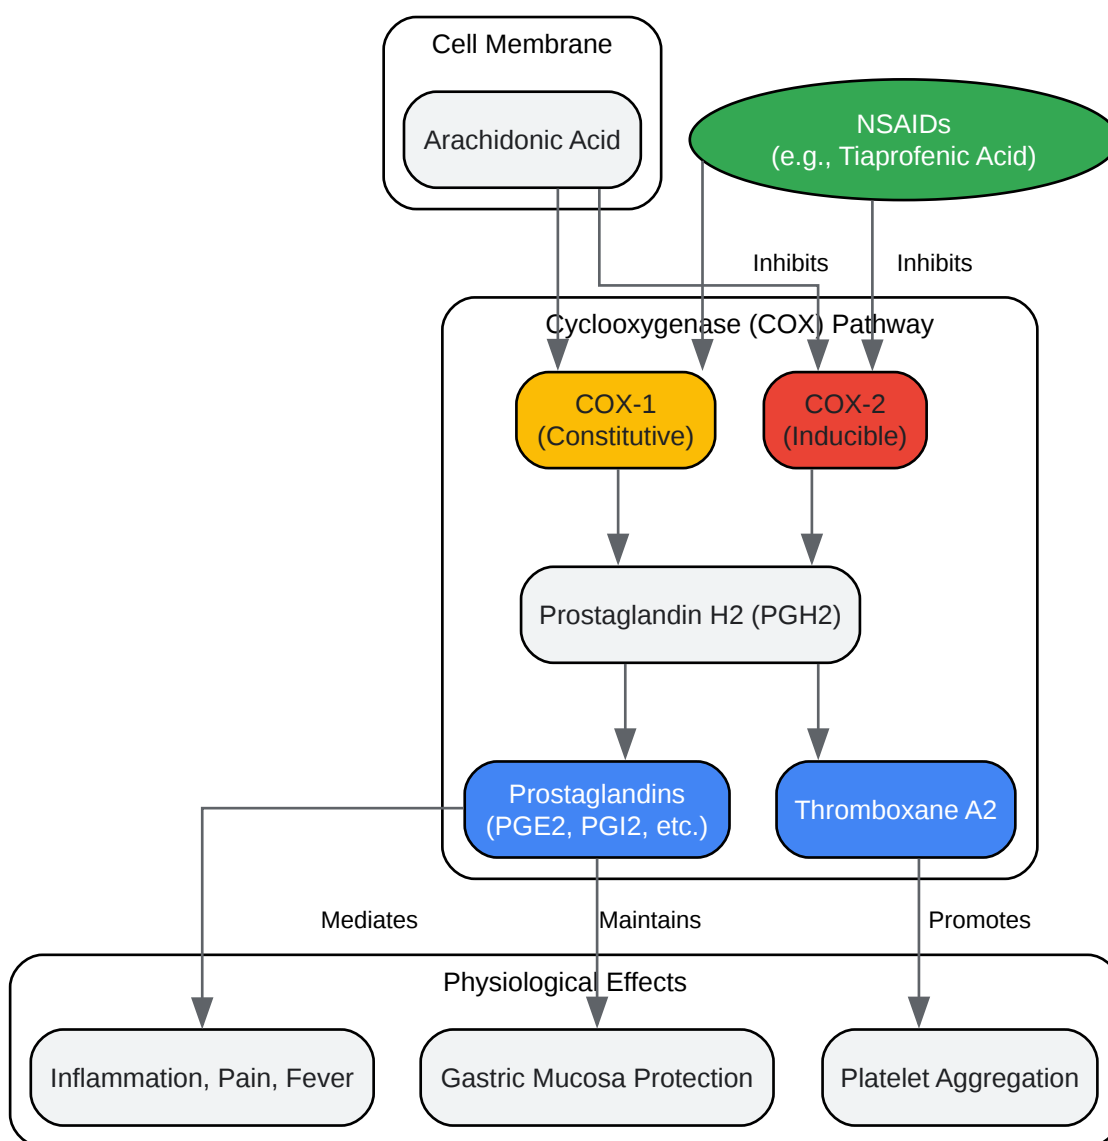 Cell Membrane
Arachidonic Acid
NSAIDs
(e.g., Tiaprofenic Acid)
Inhibits
Inhibits
Cyclooxygenase (COX) Pathway
COX-1
(Constitutive)
COX-2
(Inducible)
Prostaglandin H2 (PGH2)
Prostaglandins
(PGE2, PGI2, etc.)
Thromboxane A2
Mediates
Maintains
Promotes
Physiological Effects
Inflammation, Pain, Fever
Gastric Mucosa Protection
Platelet Aggregation